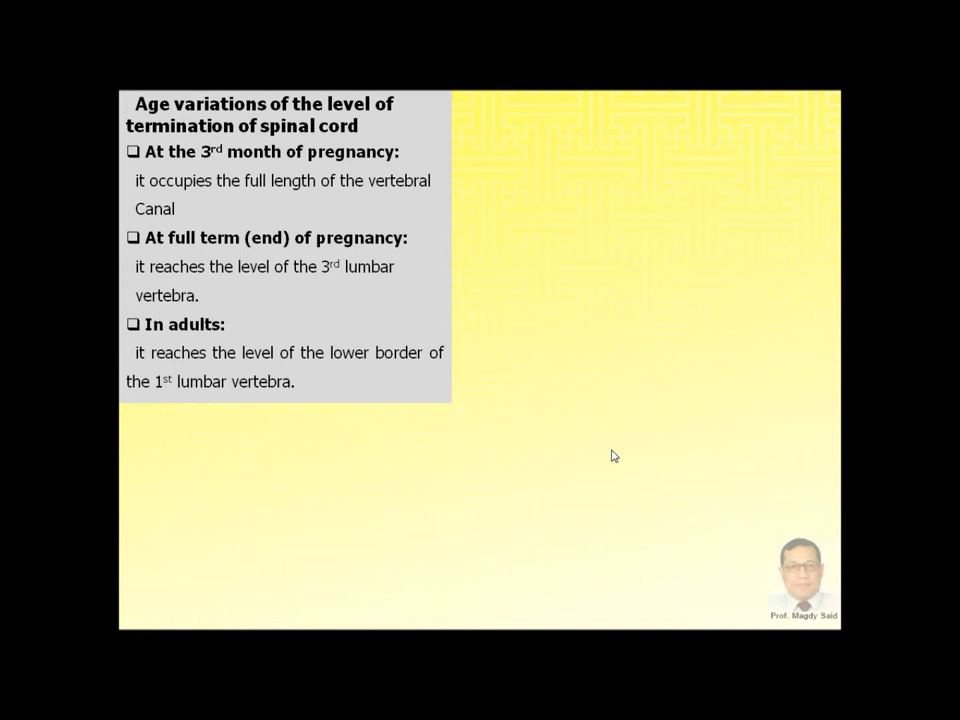 Age variations of the level of
termination of spinal cord
❑ At the 3rd month of pregnancy:
it occupies the full length of the vertebral
Canal
❑ At full term (end) of pregnancy:
it reaches the level of the 3rd lumbar
vertebra.
❑ In adults:
it reaches the level of the lower border of
the 1st lumbar vertebra.
Prof. Magdy Said